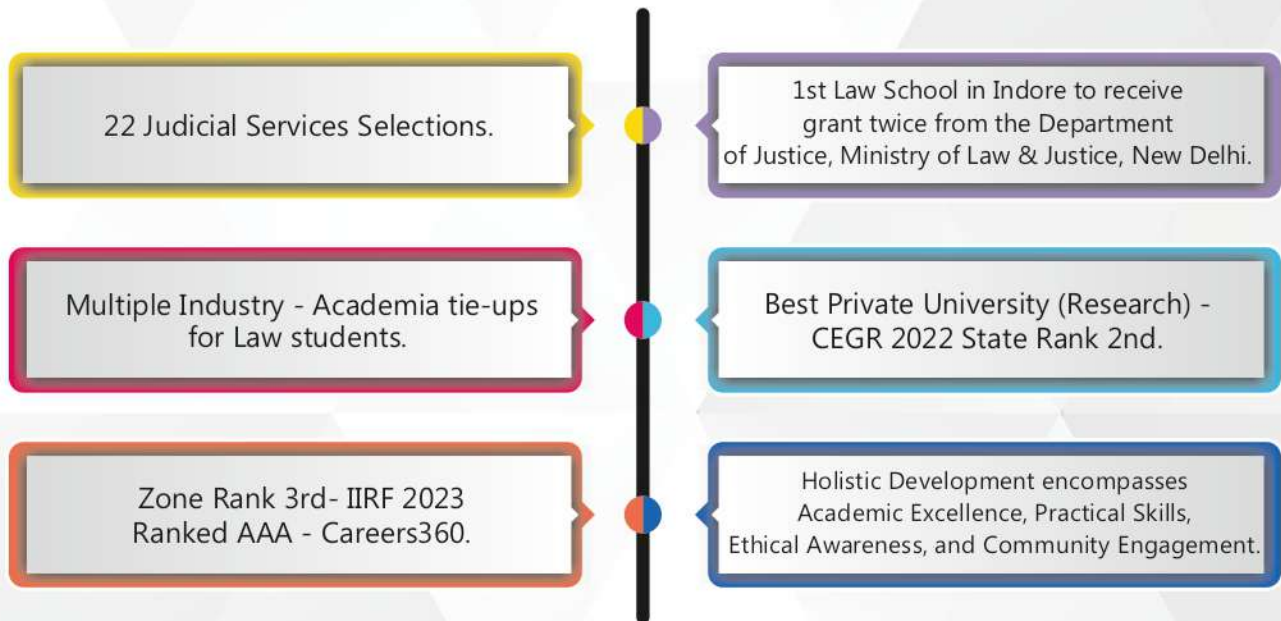 22 Judicial Services Selections.
1st Law School in Indore to receive
grant twice from the Department
of Justice, Ministry of Law & Justice, New Delhi.
Multiple Industry - Academia tie-ups
for Law students.
Best Private University (Research) -
CEGR 2022 State Rank 2nd.
Zone Rank 3rd- IIRF 2023
Ranked AAA - Careers360.
Holistic Development encompasses
Academic Excellence, Practical Skills,
Ethical Awareness, and Community Engagement.